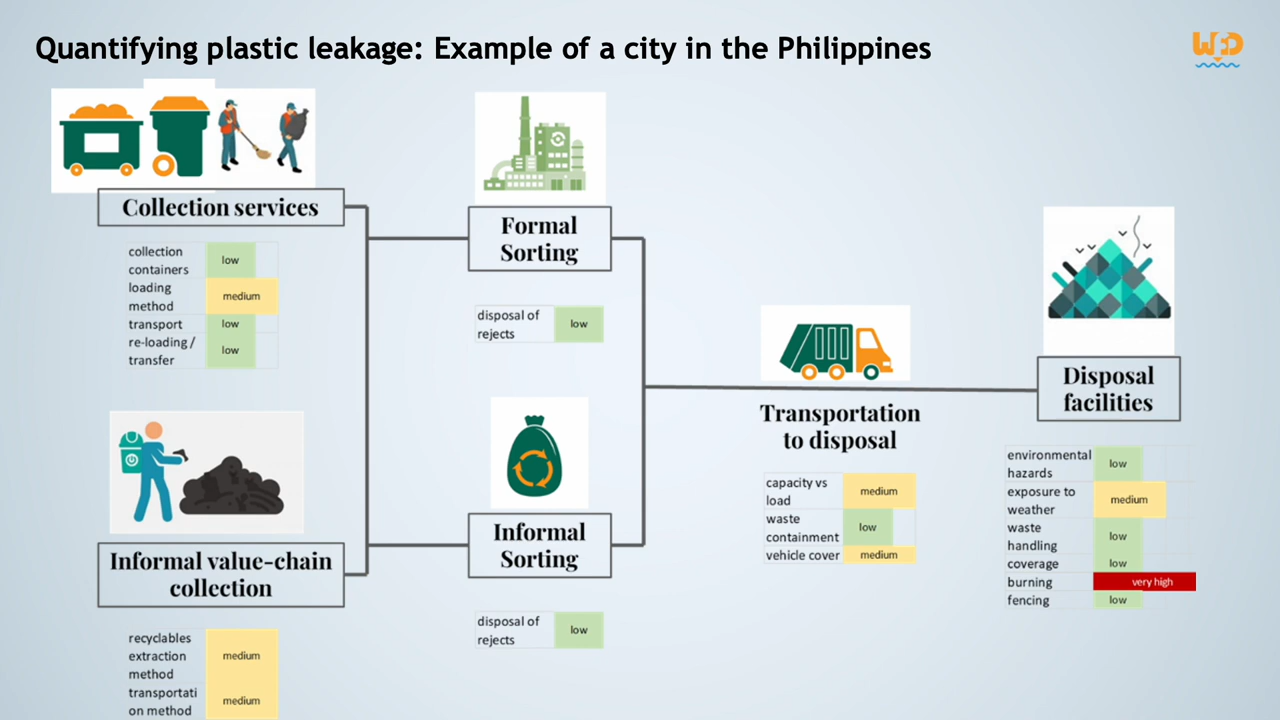 Quantifying plastic leakage: Example of a city in the Philippines
WED
Collection services
collection
containers
low
loading
method
medium
transport
low
re-loading /
transfer
low
Informal value-chain
collection
recyclables
extraction
method
medium
transportati
on method
medium
Formal
Sorting
disposal of
rejects
low
Informal
Sorting
disposal of
rejects
low
Transportation
to disposal
capacity vs
load
medium
waste
containment
low
vehicle cover
medium
Disposal
facilities
environmental
hazards
low
exposure to
weather
medium
waste
handling
low
coverage
low
burning
very high
fencing
low